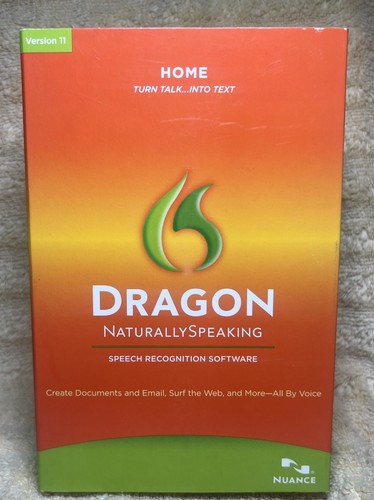 Version 11
HOME
TURN TALK...INTO TEXT
DRAGON
NATURALLYSPEAKING
SPEECH RECOGNITION SOFTWARE
Create Documents and Email, Surf the Web, and More—All By Voice
NUANCE